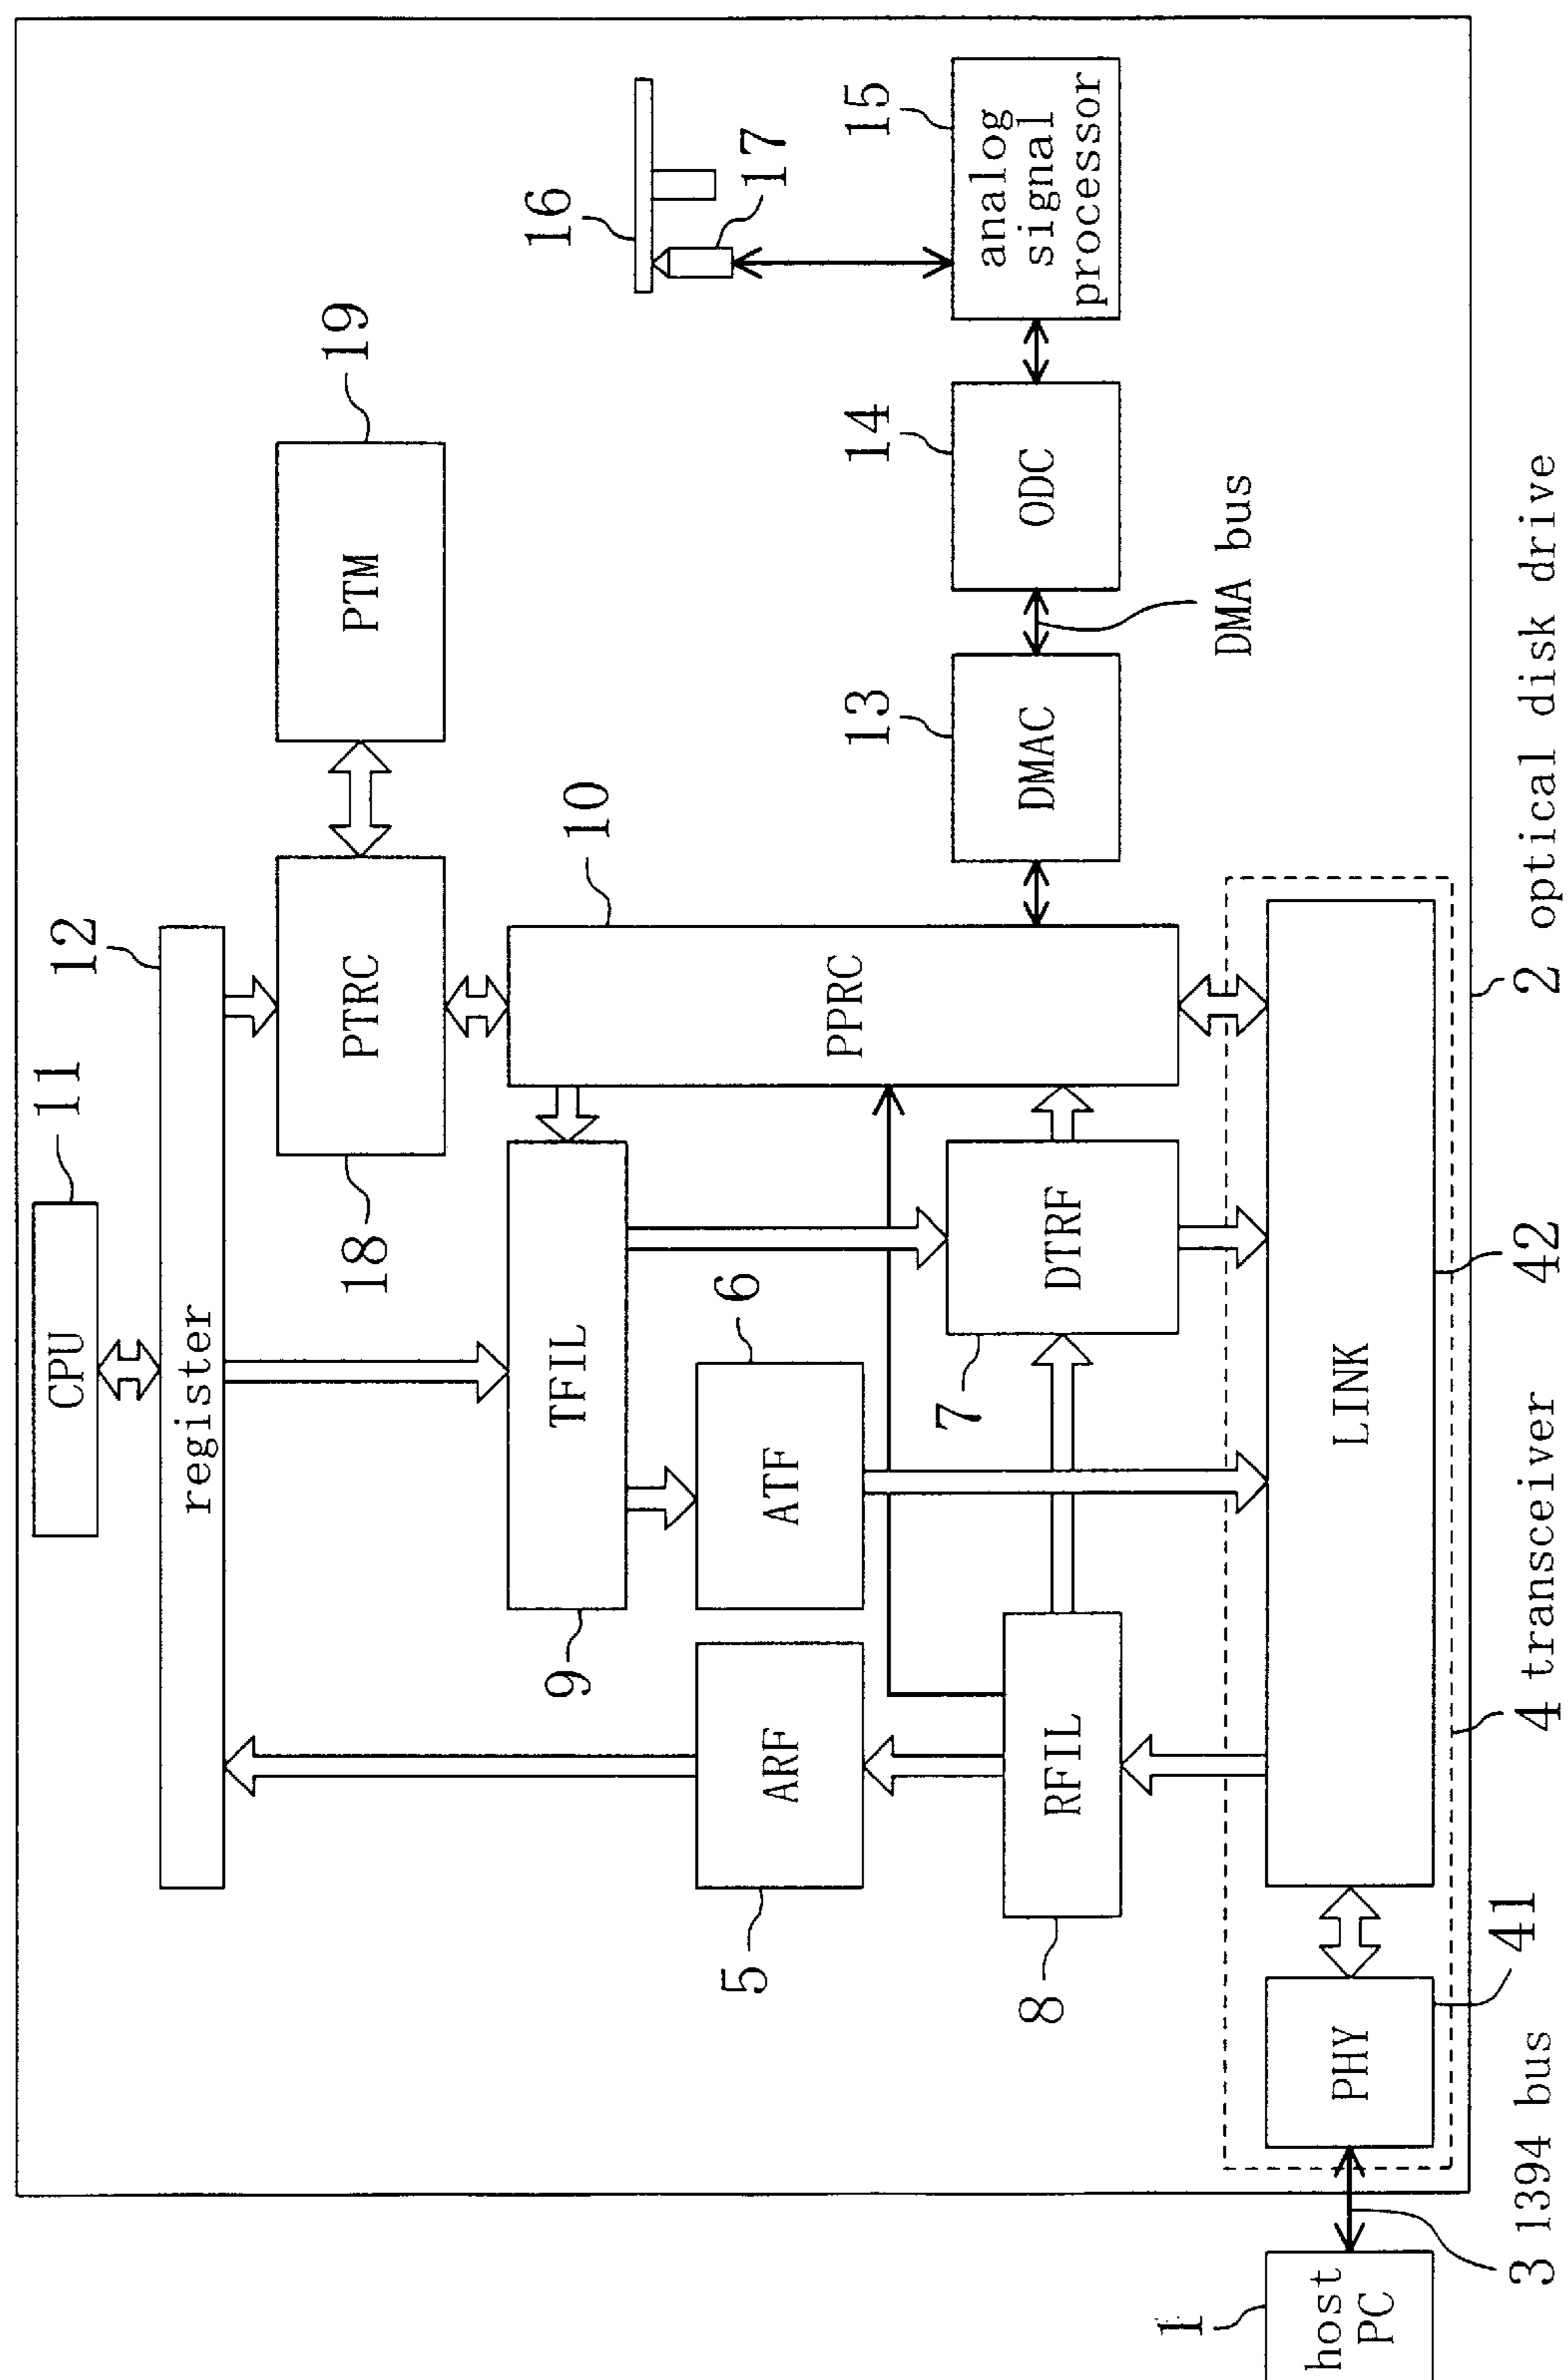 11
CPU
12
register
19
PTM
18
PTRC
16
17
15
analog
signal
processor
14
ODC
DMA bus
13
DMAC
10
PPRC
9
TFIL
6
ATF
5
ARF
7
DTRF
8
RFIL
LINK
42
PHY
41
1
host
PC
3 1394 bus
4 transceiver
2 optical disk drive